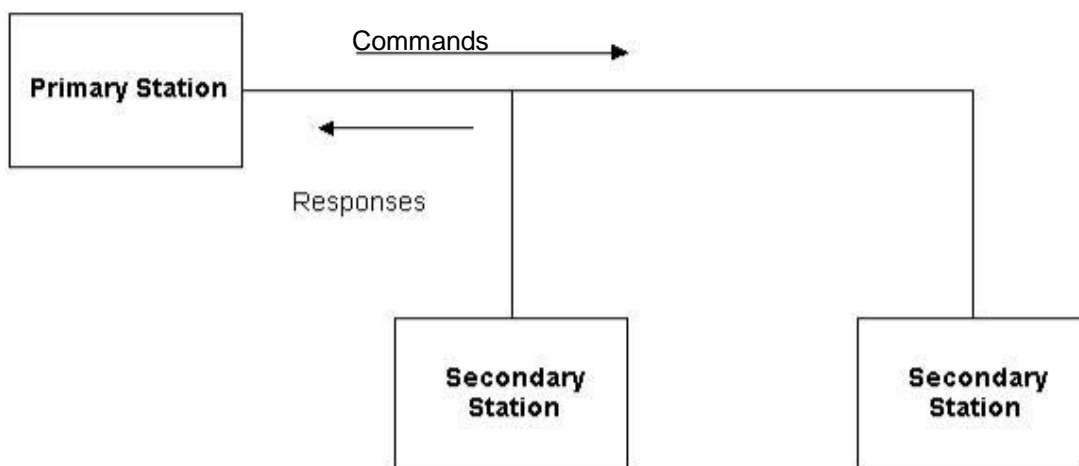 Commands
Primary Station
Responses
Secondary
Station
Secondary
Station